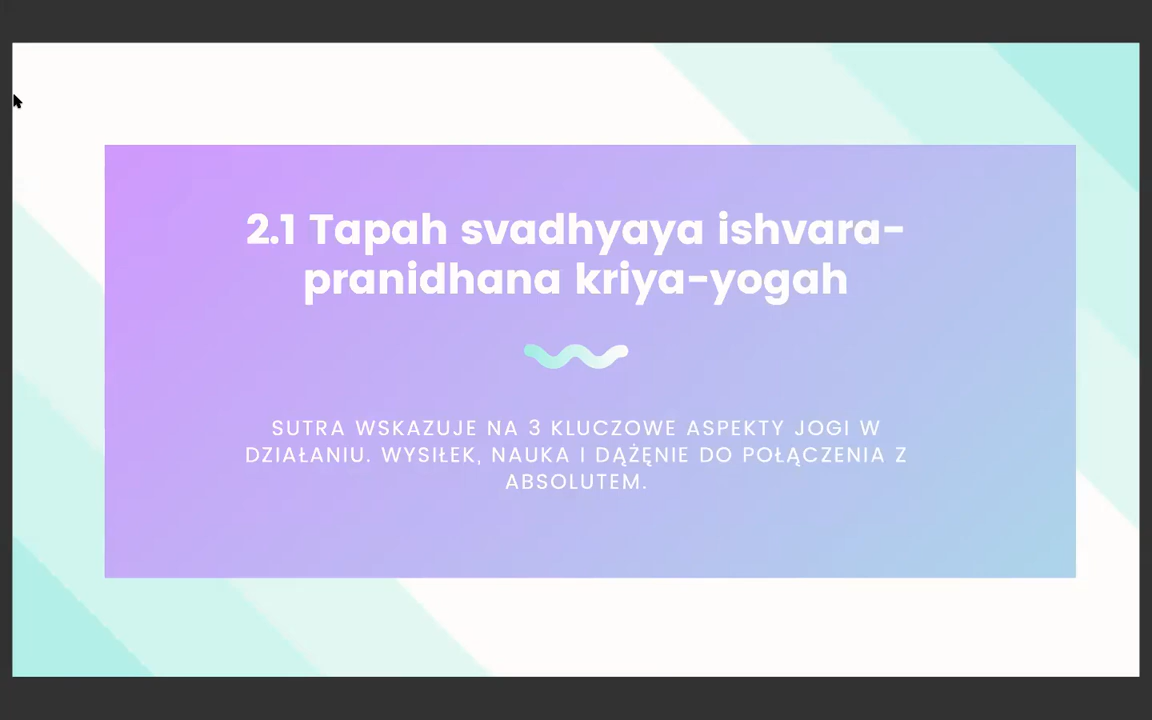 2.1 Tapah svadhyaya ishvara-
pranidhana kriya-yogah
SUTRA WSKAZUJE NA 3 KLUCZOWE ASPEKTY JOGI W
DZIAŁANIU. WYSIŁEK, NAUKA I DĄŻĘNIE DO POŁĄCZENIA Z
ABSOLUTEM.